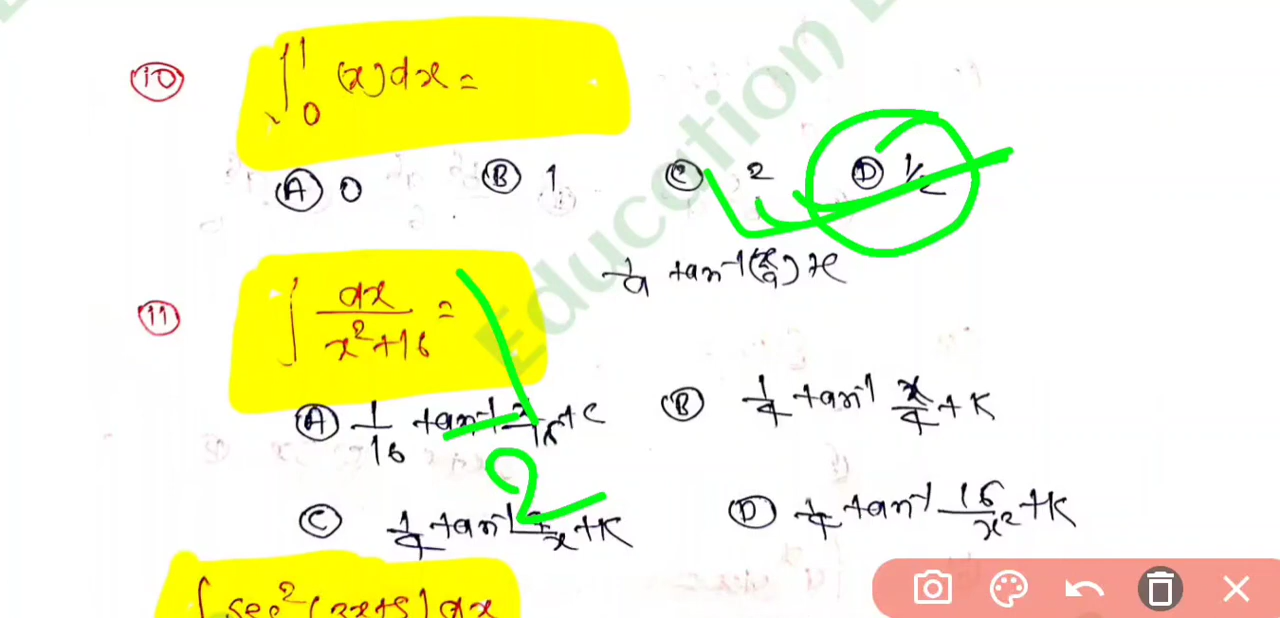 Education
(10) ∫₀¹ (x)dx =
(A) 0 (B) 1 (C) 2 (D) 1/2
1/a tan⁻¹(x/a)+c
(11) ∫ dx/(x²+16) =
(A) 1/16 tan⁻¹ x/16 + c (B) 1/4 tan⁻¹ x/4 + K
(C) 1/4 tan⁻¹ 4/x + K (D) 1/4 tan⁻¹ 16/x² + K
∫ sec²(3x+5)dx